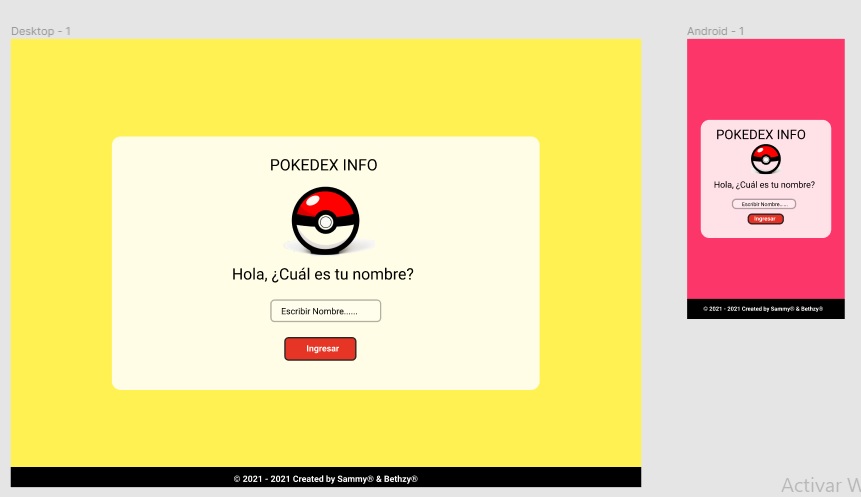 Desktop - 1
POKEDEX INFO
Hola, ¿Cuál es tu nombre?
Escribir Nombre......
Ingresar
© 2021 - 2021 Created by Sammy® & Bethzy®
Android - 1
POKEDEX INFO
Hola, ¿Cuál es tu nombre?
Escribir Nombre......
Ingresar
© 2021 - 2021 Created by Sammy® & Bethzy®
Activar W